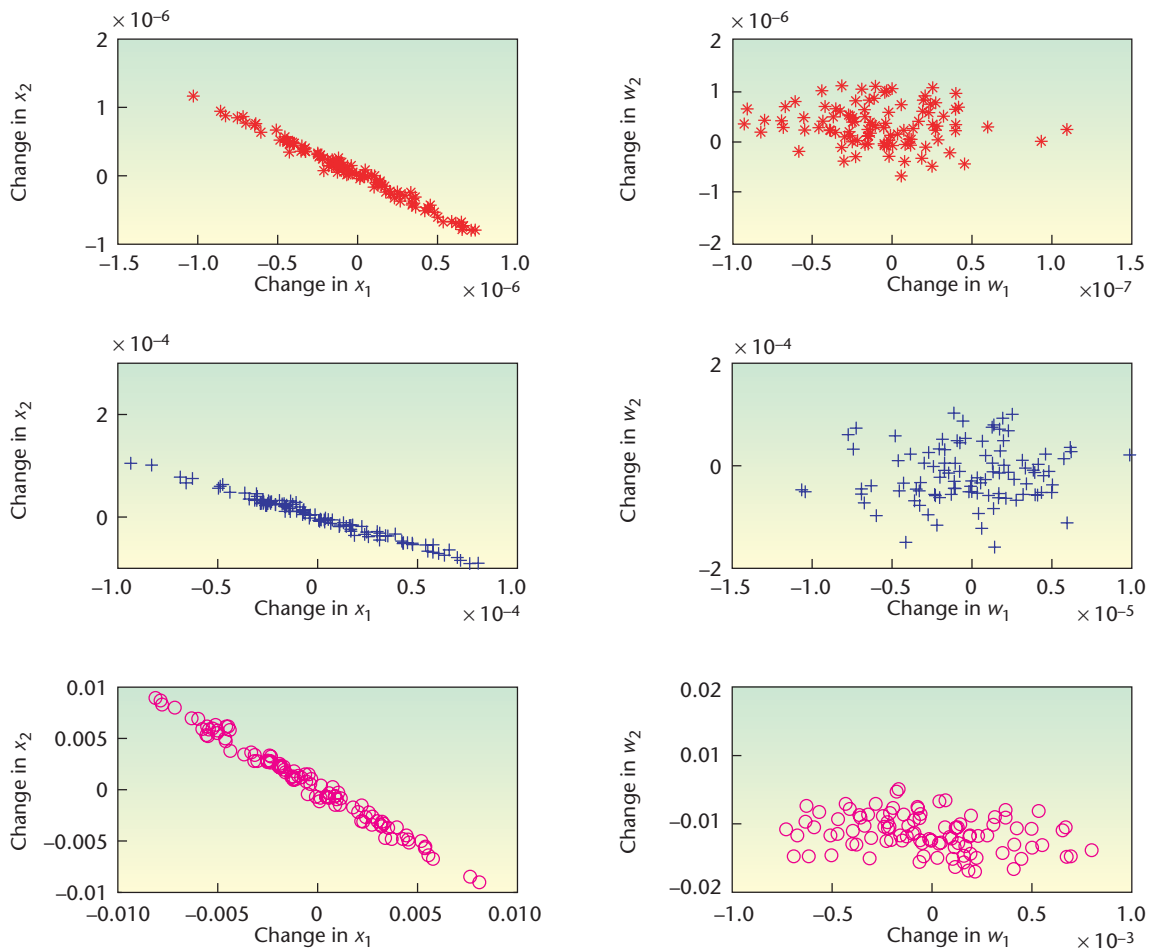 × 10⁻⁶
2
1
0
–1
Change in x₂
–1.5 –1.0 –0.5 0 0.5 1.0
Change in x₁
× 10⁻⁶
× 10⁻⁶
2
1
0
–1
–2
Change in w₂
–1.0 –0.5 0 0.5 1.0 1.5
Change in w₁
×10⁻⁷
× 10⁻⁴
2
0
Change in x₂
–1 –0.5 0 0.5 1.0
Change in x₁
× 10⁻⁴
× 10⁻⁴
2
0
–2
Change in w₂
–1.5 –1.0 –0.5 0 0.5 1.0
Change in w₁
× 10⁻⁵
0.01
0.005
0
–0.005
–0.01
Change in x₂
–0.010 –0.005 0 0.005 0.010
Change in x₁
0.02
0.01
–0.01
–0.02
Change in w₂
–1.0 –0.5 0 0.5 1.0
Change in w₁
× 10⁻³